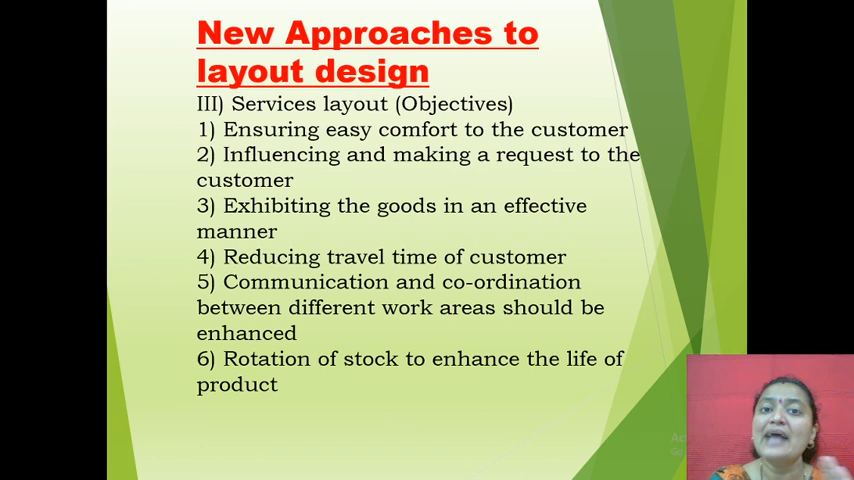 New Approaches to
layout design
III) Services layout (Objectives)
1) Ensuring easy comfort to the customer
2) Influencing and making a request to the
customer
3) Exhibiting the goods in an effective
manner
4) Reducing travel time of customer
5) Communication and co-ordination
between different work areas should be
enhanced
6) Rotation of stock to enhance the life of
product